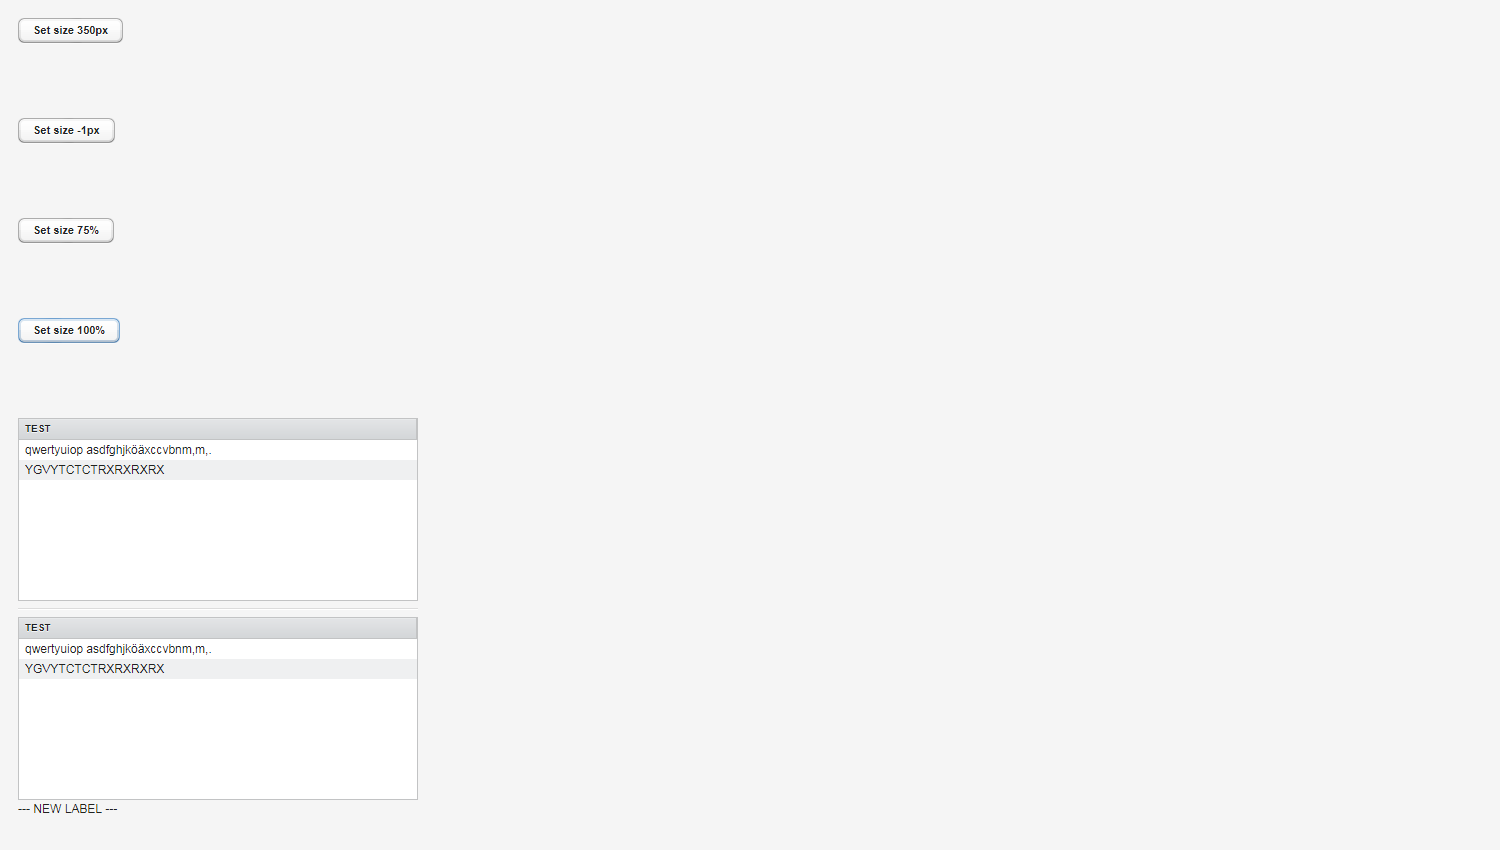 Set size 350px
Set size -1px
Set size 75%
Set size 100%
TEST
qwertyuiop asdfghjköäxccvbnm,m,.
YGVYTCTCTRXRXRXRX
TEST
qwertyuiop asdfghjköäxccvbnm,m,.
YGVYTCTCTRXRXRXRX
--- NEW LABEL ---